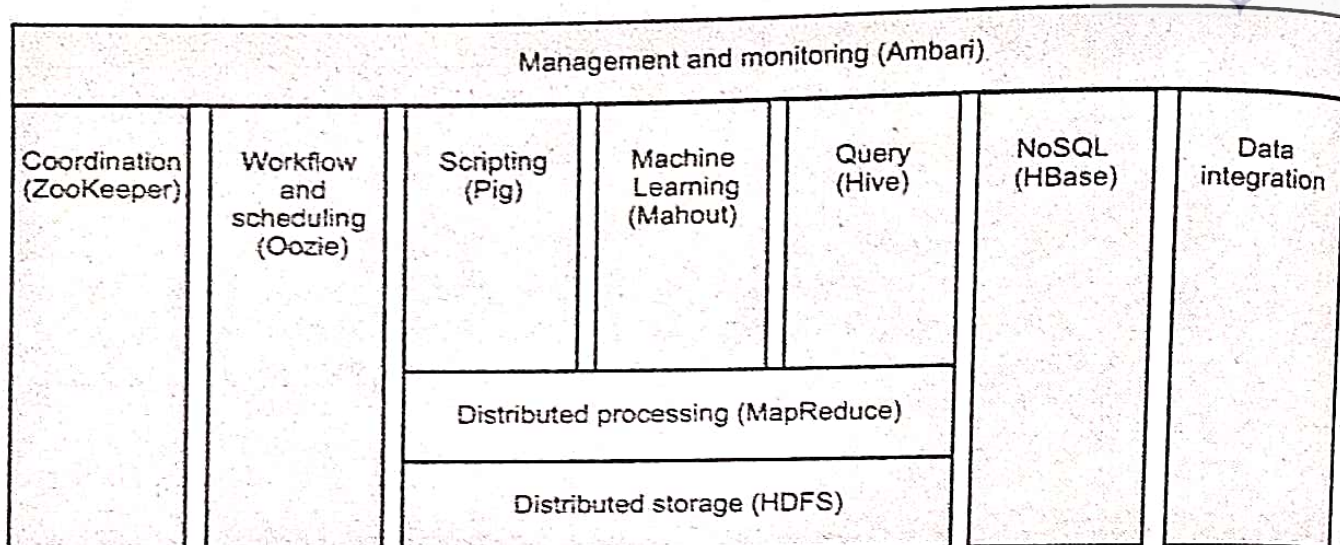 Management and monitoring (Ambari)
Coordination
(ZooKeeper)
Workflow
and
scheduling
(Oozie)
Scripting
(Pig)
Machine
Learning
(Mahout)
Query
(Hive)
NoSQL
(HBase)
Data
integration
Distributed processing (MapReduce)
Distributed storage (HDFS)